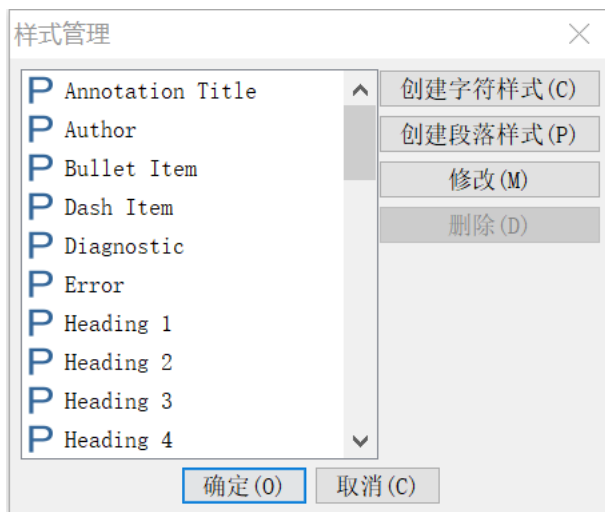 样式管理
P Annotation Title
P Author
P Bullet Item
P Dash Item
P Diagnostic
P Error
P Heading 1
P Heading 2
P Heading 3
P Heading 4
创建字符样式(C)
创建段落样式(P)
修改(M)
删除(D)
确定(O)
取消(C)